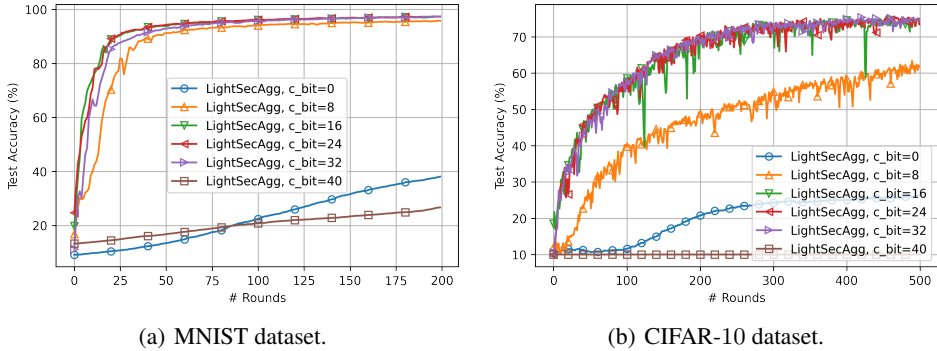 100
80
60
40
20
Test Accuracy (%)
LightSecAgg, c_bit=0
LightSecAgg, c_bit=8
LightSecAgg, c_bit=16
LightSecAgg, c_bit=24
LightSecAgg, c_bit=32
LightSecAgg, c_bit=40
0 25 50 75 100 125 150 175 200
# Rounds
(a) MNIST dataset.
70
60
50
40
30
20
10
Test Accuracy (%)
LightSecAgg, c_bit=0
LightSecAgg, c_bit=8
LightSecAgg, c_bit=16
LightSecAgg, c_bit=24
LightSecAgg, c_bit=32
LightSecAgg, c_bit=40
0 100 200 300 400 500
# Rounds
(b) CIFAR-10 dataset.